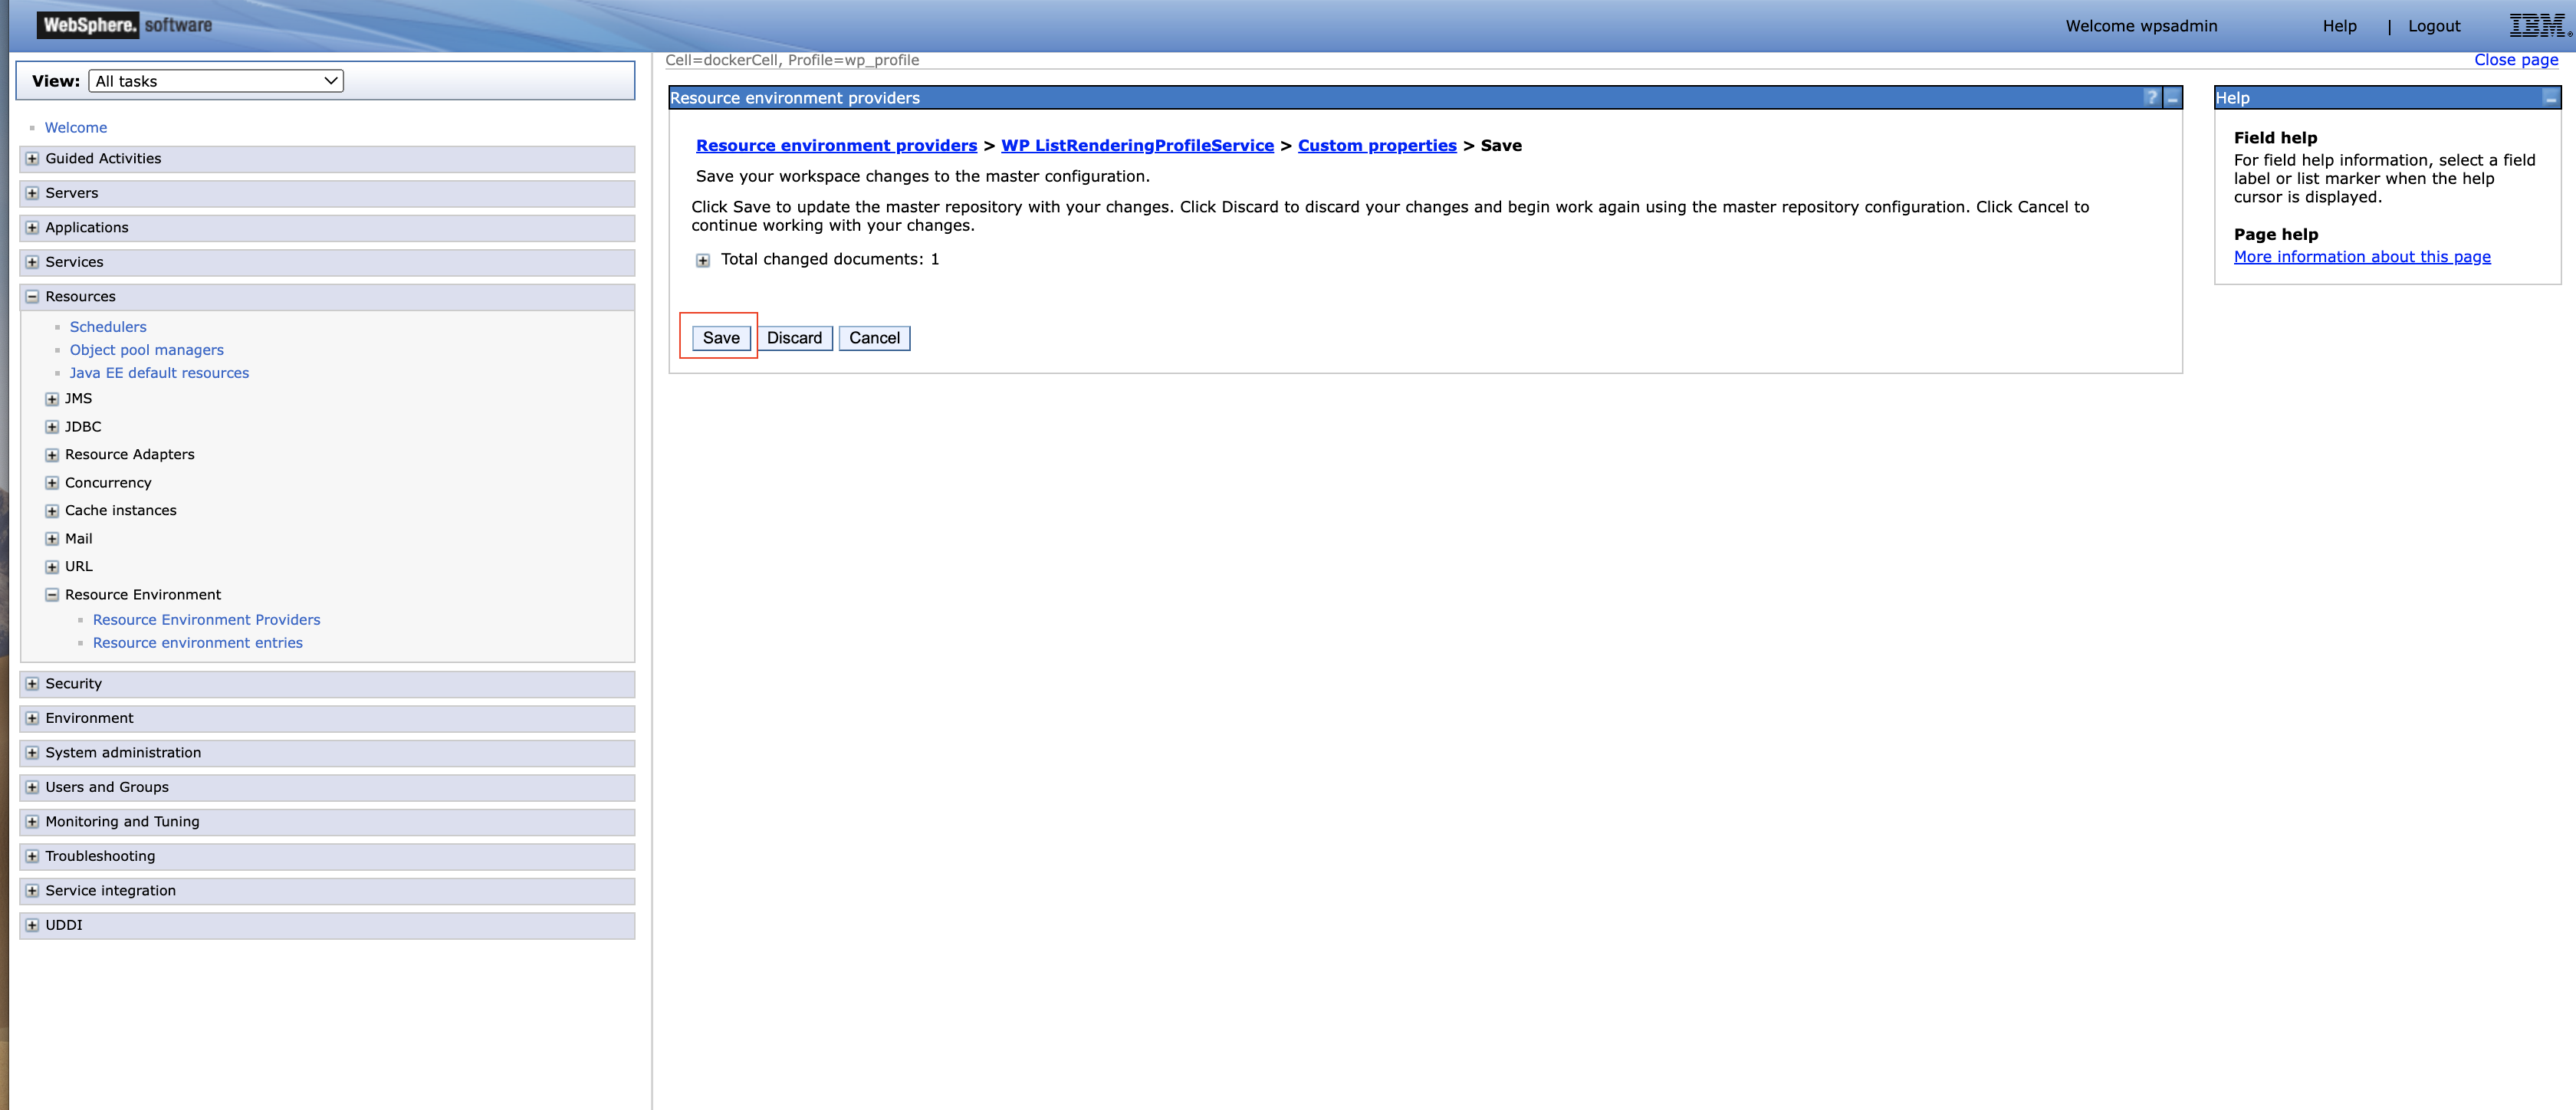 WebSphere. software
Welcome wpsadmin
Help | Logout
IBM.
View: All tasks
Welcome
Guided Activities
Servers
Applications
Services
Resources
Schedulers
Object pool managers
Java EE default resources
JMS
JDBC
Resource Adapters
Concurrency
Cache instances
Mail
URL
Resource Environment
Resource Environment Providers
Resource environment entries
Security
Environment
System administration
Users and Groups
Monitoring and Tuning
Troubleshooting
Service integration
UDDI
Cell=dockerCell, Profile=wp_profile
Close page
Resource environment providers
?
Resource environment providers > WP ListRenderingProfileService > Custom properties > Save
Save your workspace changes to the master configuration.
Click Save to update the master repository with your changes. Click Discard to discard your changes and begin work again using the master repository configuration. Click Cancel to
continue working with your changes.
Total changed documents: 1
Save Discard Cancel
Help
Field help
For field help information, select a field
label or list marker when the help
cursor is displayed.
Page help
More information about this page